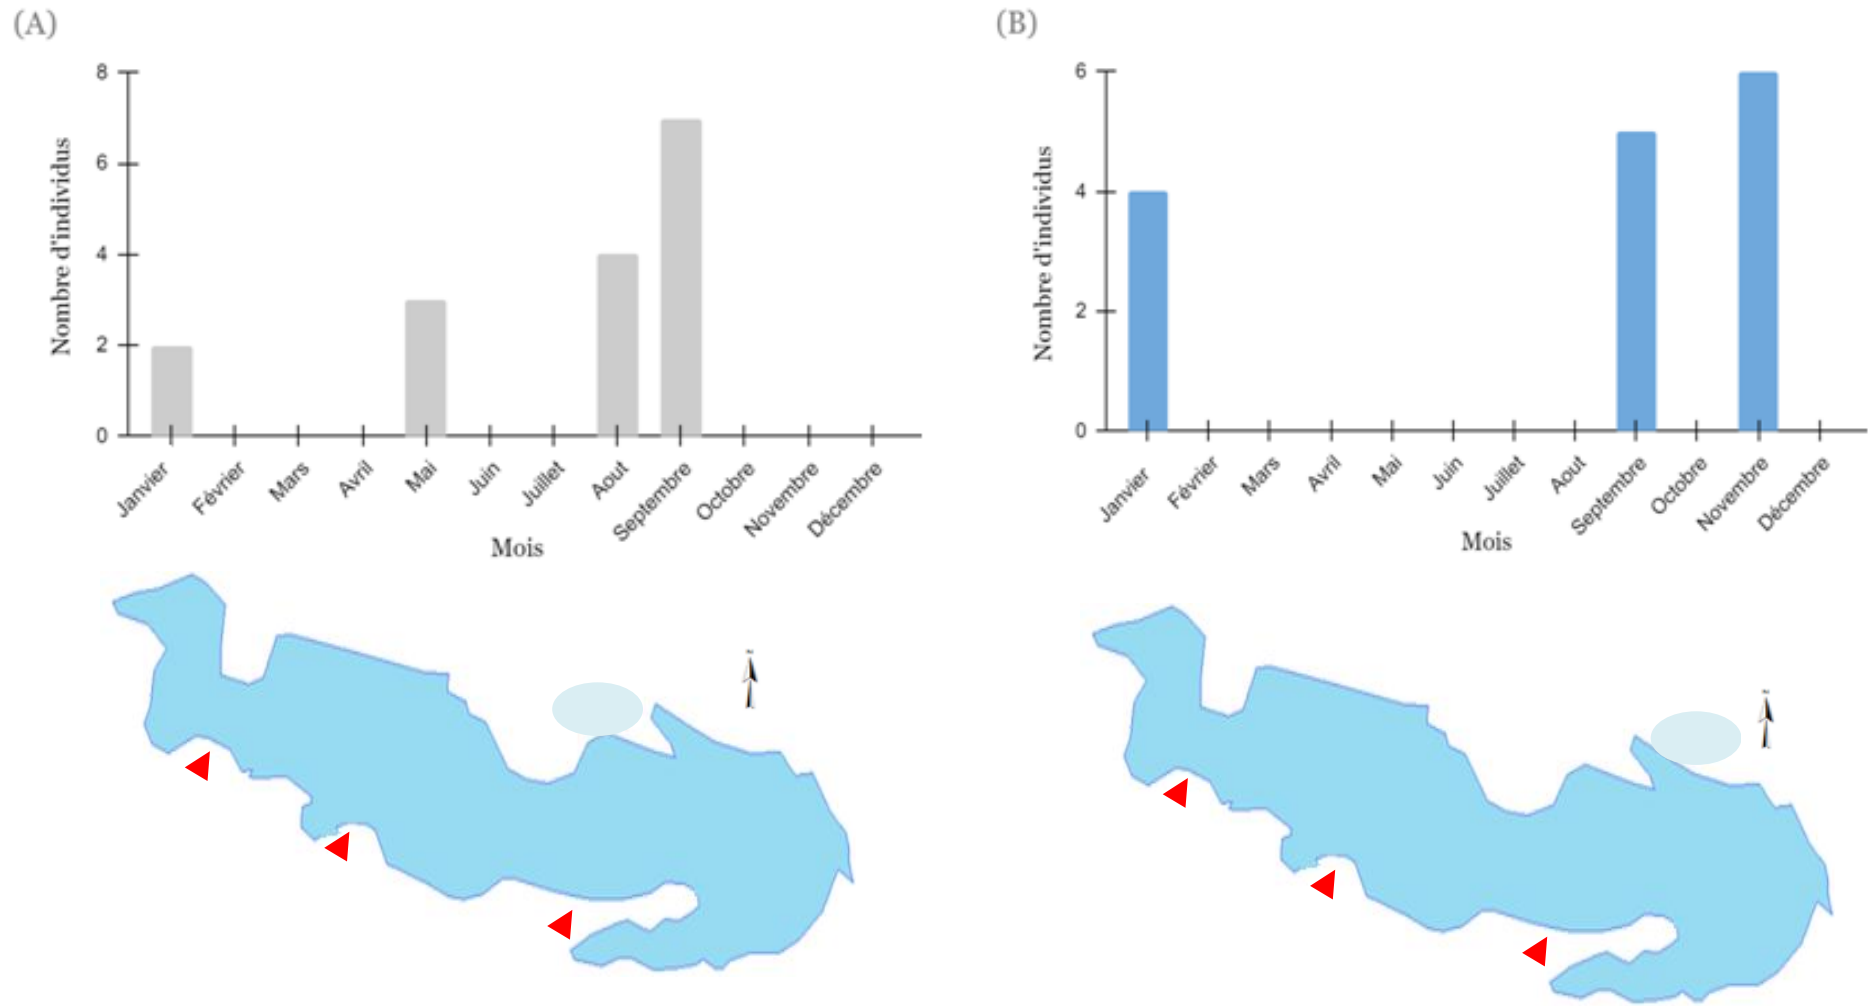 (A)
Nombre d'individus
8
6
4
2
0
Janvier
Février
Mars
Avril
Mai
Juin
Juillet
Aout
Septembre
Octobre
Novembre
Décembre
Mois
(B)
Nombre d'individus
6
4
2
0
Janvier
Février
Mars
Avril
Mai
Juin
Juillet
Aout
Septembre
Octobre
Novembre
Décembre
Mois